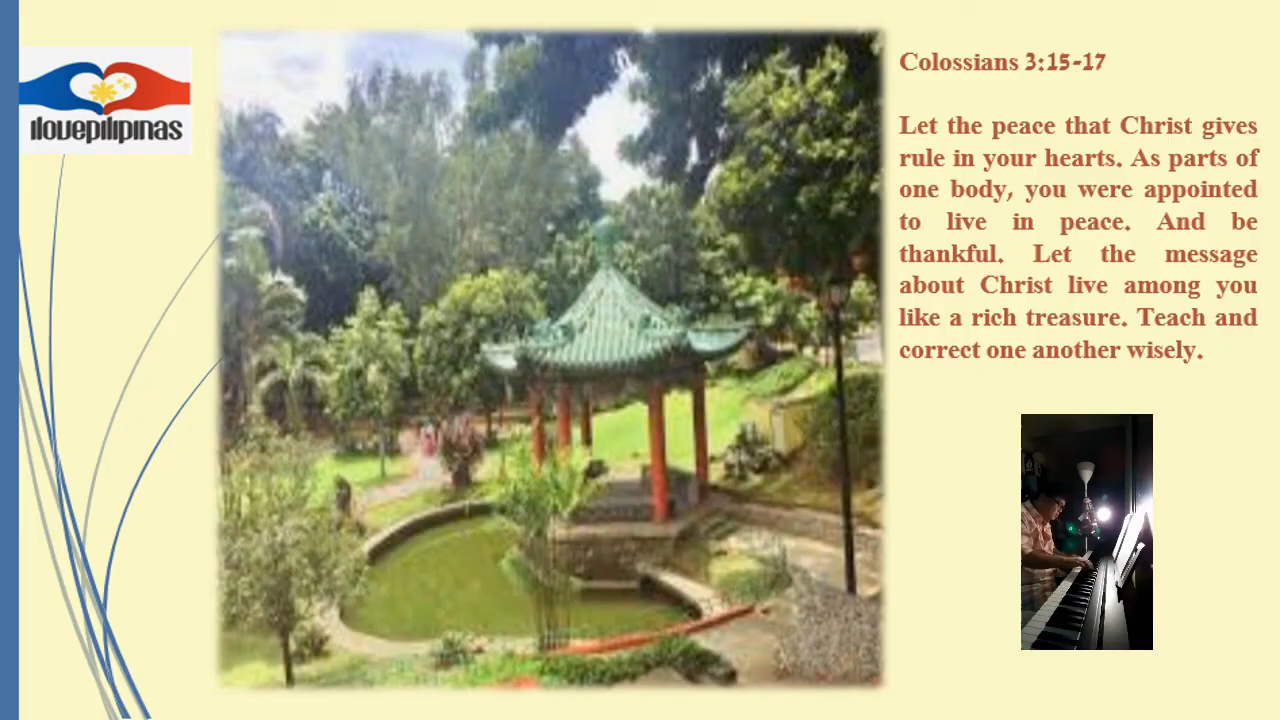 ilovepilipinas
Colossians 3:15-17
Let the peace that Christ gives
rule in your hearts. As parts of
one body, you were appointed
to live in peace. And be
thankful. Let the message
about Christ live among you
like a rich treasure. Teach and
correct one another wisely.